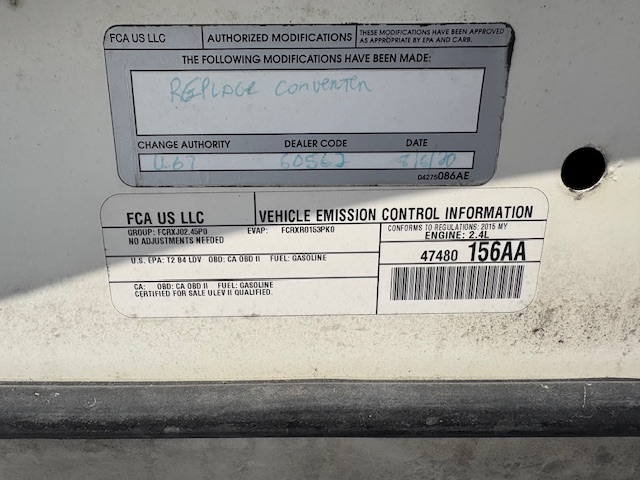 FCA US LLC AUTHORIZED MODIFICATIONS THESE MODIFICATIONS HAVE BEEN APPROVED
AS APPROPRIATE BY EPA AND CARB.
THE FOLLOWING MODIFICATIONS HAVE BEEN MADE:
REPLACE CONVERTER
CHANGE AUTHORITY DEALER CODE DATE
U.67 60562
04275086AE
FCA US LLC VEHICLE EMISSION CONTROL INFORMATION
GROUP: FCRXJ02.45P0 EVAP: FCRXR0153PK0 CONFORMS TO REGULATIONS: 2015 MY
NO ADJUSTMENTS NEEDED ENGINE: 2.4L
U.S. EPA: T2 B4 LDV OBD: CA OBD II FUEL: GASOLINE 47480 156AA
CA: OBD: CA OBD II FUEL: GASOLINE
CERTIFIED FOR SALE ULEV II QUALIFIED.